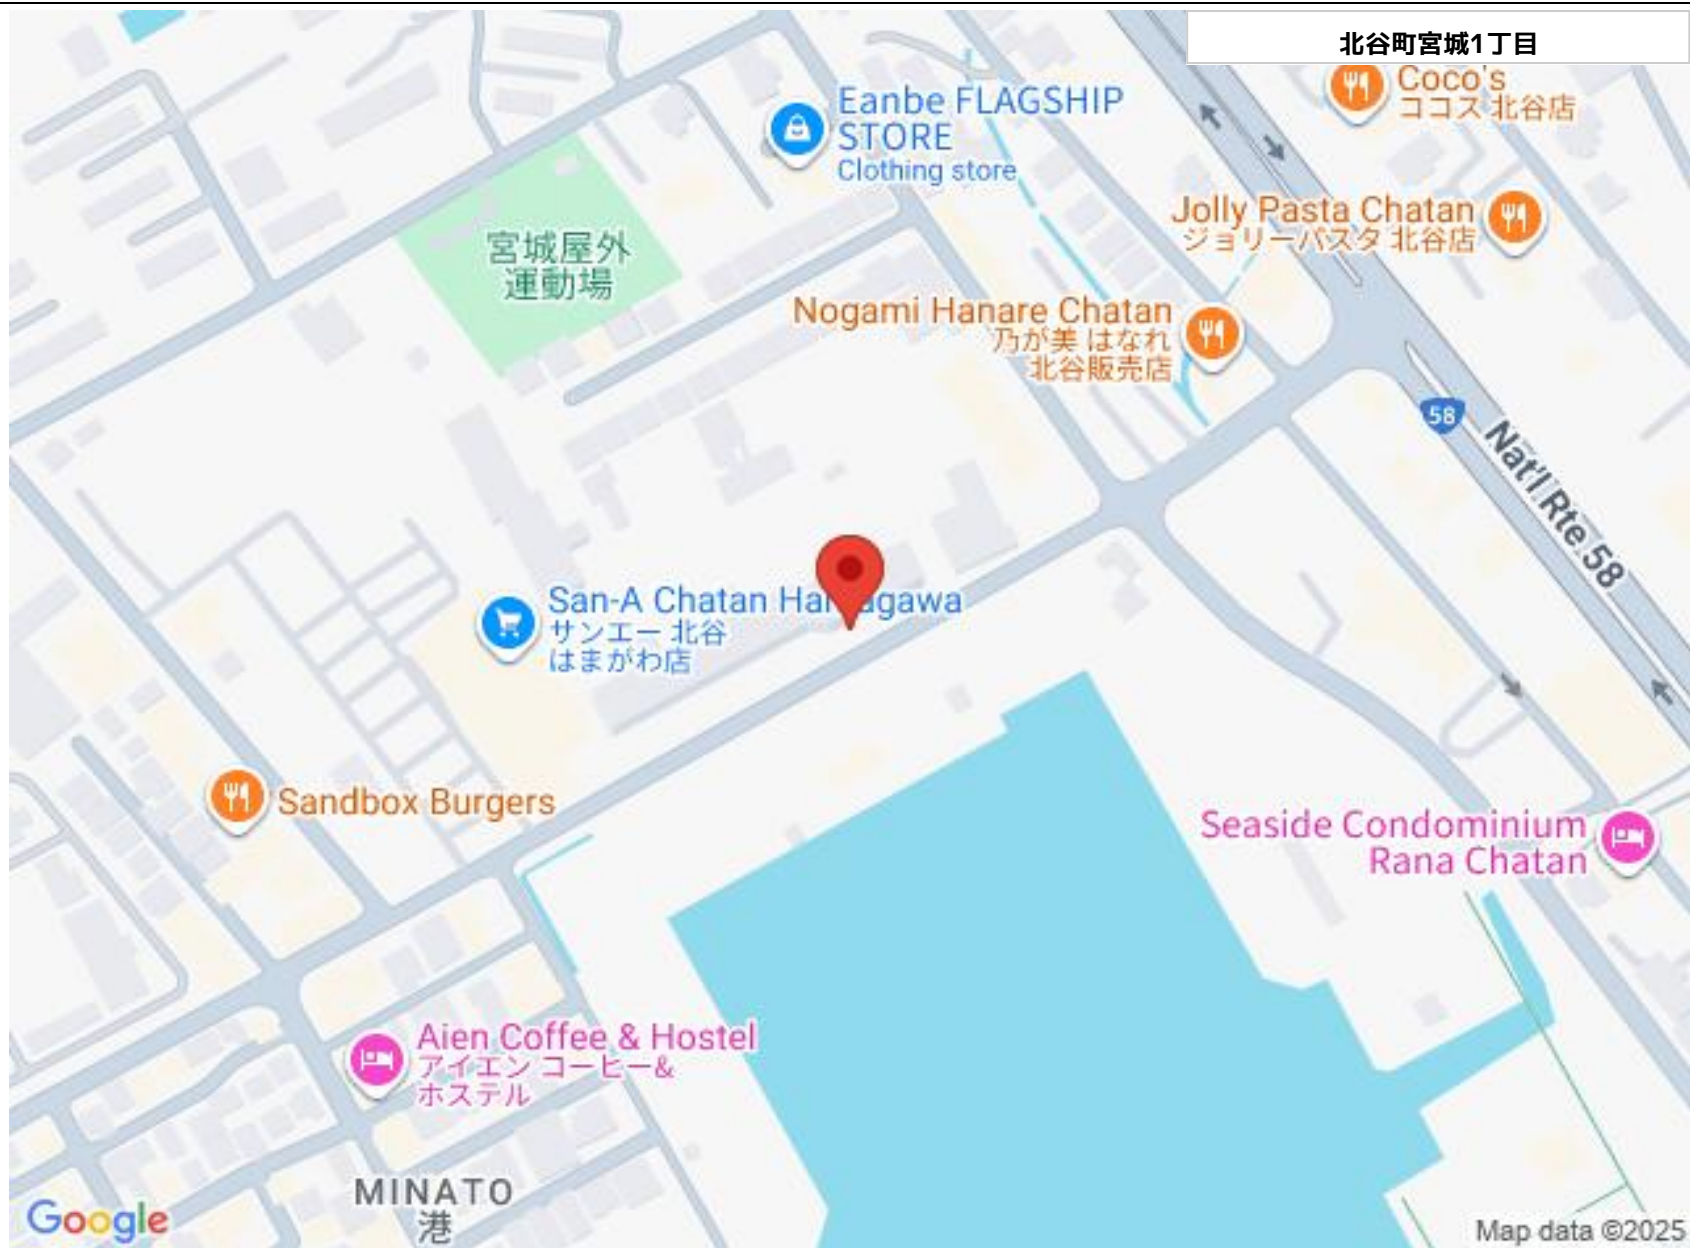 北谷町宮城1丁目
Coco's
ココス 北谷店
Eanbe FLAGSHIP
STORE
Clothing store
Jolly Pasta Chatan
ジョリーパスタ 北谷店
宮城屋外
運動場
Nogami Hanare Chatan
乃が美 はなれ
北谷販売店
58
Nat'l Rte 58
San-A Chatan Ha agawa
サンエー 北谷
はまがわ店
Sandbox Burgers
Seaside Condominium
Rana Chatan
Aien Coffee & Hostel
アイエン コーヒー&
ホステル
MINATO
港
Google
Map data ©2025